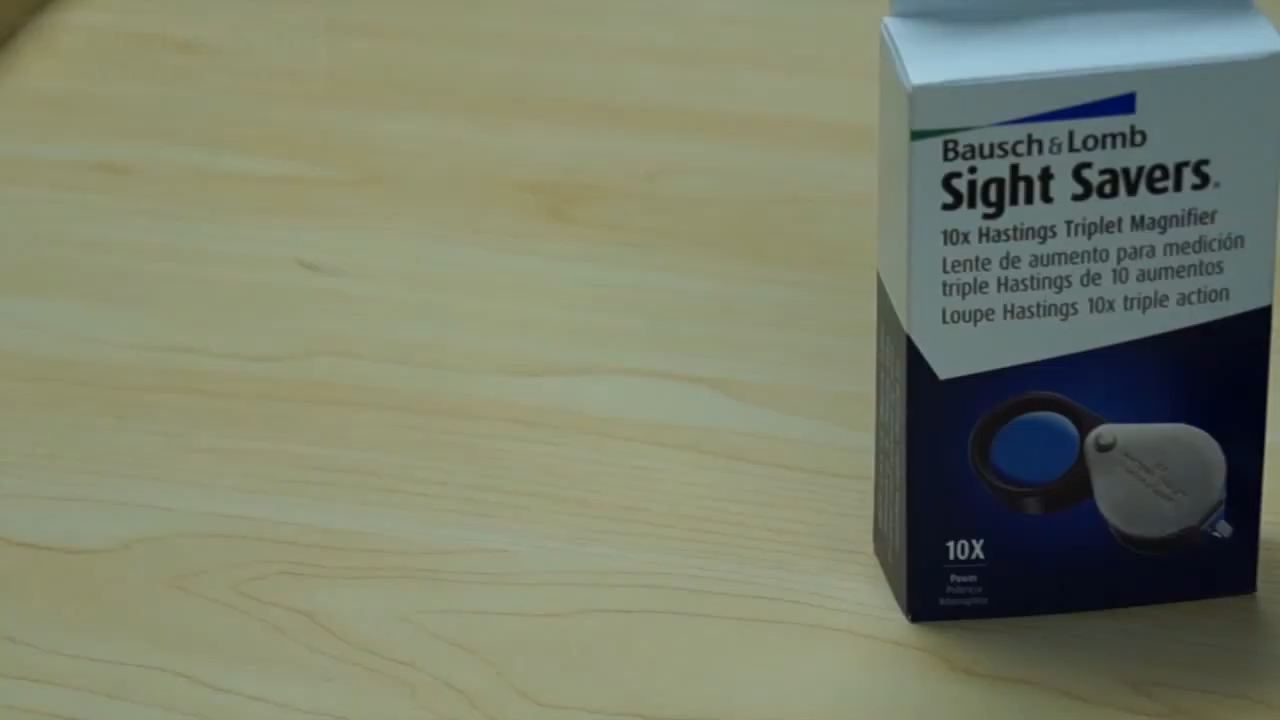 Bausch & Lomb
Sight Savers®
10x Hastings Triplet Magnifier
Lente de aumento para medición
triple Hastings de 10 aumentos
Loupe Hastings 10x triple action
10X
Power
Potencia